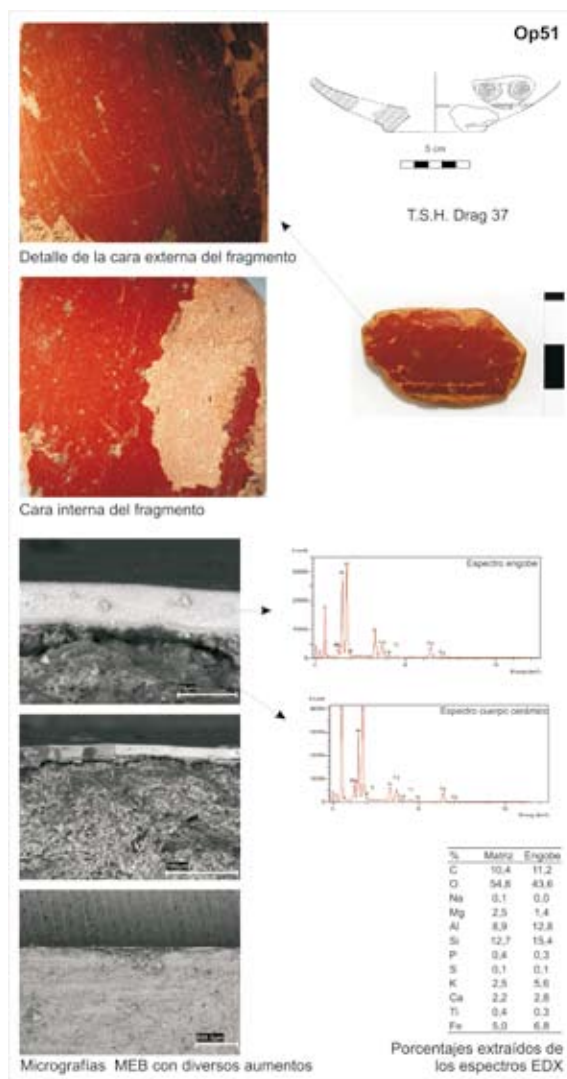 Op51
5 cm
T.S.H. Drag 37
Detalle de la cara externa del fragmento
Cara interna del fragmento
Espectro engobe
Espectro cuerpo cerámico
% Matriz Engobe
C 10,4 11,2
O 54,8 43,6
Na 0,1 0,0
Mg 2,5 1,4
Al 8,9 12,8
Si 12,7 15,4
P 0,4 0,3
S 0,1 0,1
K 2,5 5,6
Ca 2,2 2,8
Ti 0,4 0,3
Fe 5,0 6,8
Micrografías MEB con diversos aumentos
Porcentajes extraídos de
los espectros EDX